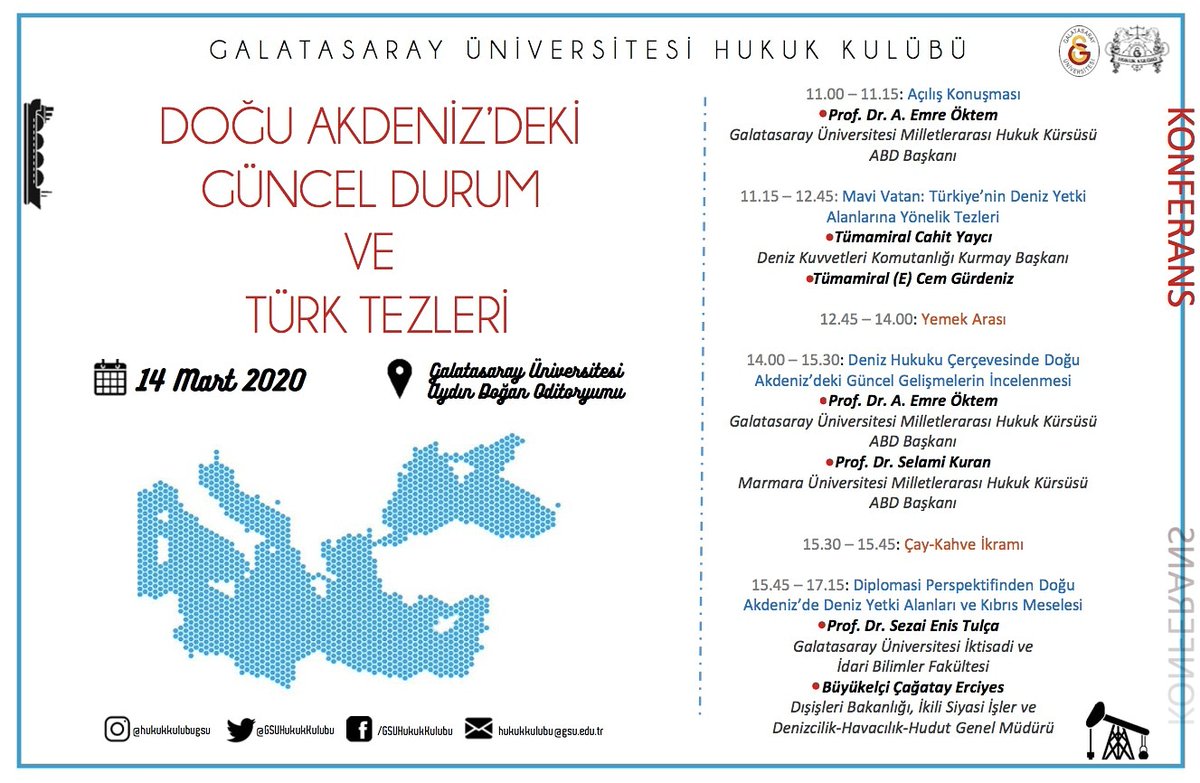 GALATASARAY ÜNİVERSİTESİ HUKUK KULÜBÜ
DOĞU AKDENİZ'DEKİ
GÜNCEL DURUM
VE
TÜRK TEZLERİ
14 Mart 2020
Galatasaray Üniversitesi
Aydın Doğan Oditoryumu
@hukukkulubugsu
@GSUHukukKulubu
/GSUHukukKulubu
hukukkulubu@gsu.edu.tr
11.00 – 11.15: Açılış Konuşması
•Prof. Dr. A. Emre Öktem
Galatasaray Üniversitesi Milletlerarası Hukuk Kürsüsü
ABD Başkanı
11.15 – 12.45: Mavi Vatan: Türkiye'nin Deniz Yetki
Alanlarına Yönelik Tezleri
•Tümamiral Cahit Yaycı
Deniz Kuvvetleri Komutanlığı Kurmay Başkanı
•Tümamiral (E) Cem Gürdeniz
12.45 – 14.00: Yemek Arası
14.00 – 15.30: Deniz Hukuku Çerçevesinde Doğu
Akdeniz'deki Güncel Gelişmelerin İncelenmesi
•Prof. Dr. A. Emre Öktem
Galatasaray Üniversitesi Milletlerarası Hukuk Kürsüsü
ABD Başkanı
•Prof. Dr. Selami Kuran
Marmara Üniversitesi Milletlerarası Hukuk Kürsüsü
ABD Başkanı
15.30 – 15.45: Çay-Kahve İkramı
15.45 – 17.15: Diplomasi Perspektifinden Doğu
Akdeniz'de Deniz Yetki Alanları ve Kıbrıs Meselesi
•Prof. Dr. Sezai Enis Tulça
Galatasaray Üniversitesi İktisadi ve
İdari Bilimler Fakültesi
•Büyükelçi Çağatay Erciyes
Dışişleri Bakanlığı, İkili Siyasi İşler ve
Denizcilik-Havacılık-Hudut Genel Müdürü
KONFERANS
KONFERANS
GALATASARAY ÜNİVERSİTESİ
HUKUK KULÜBÜ